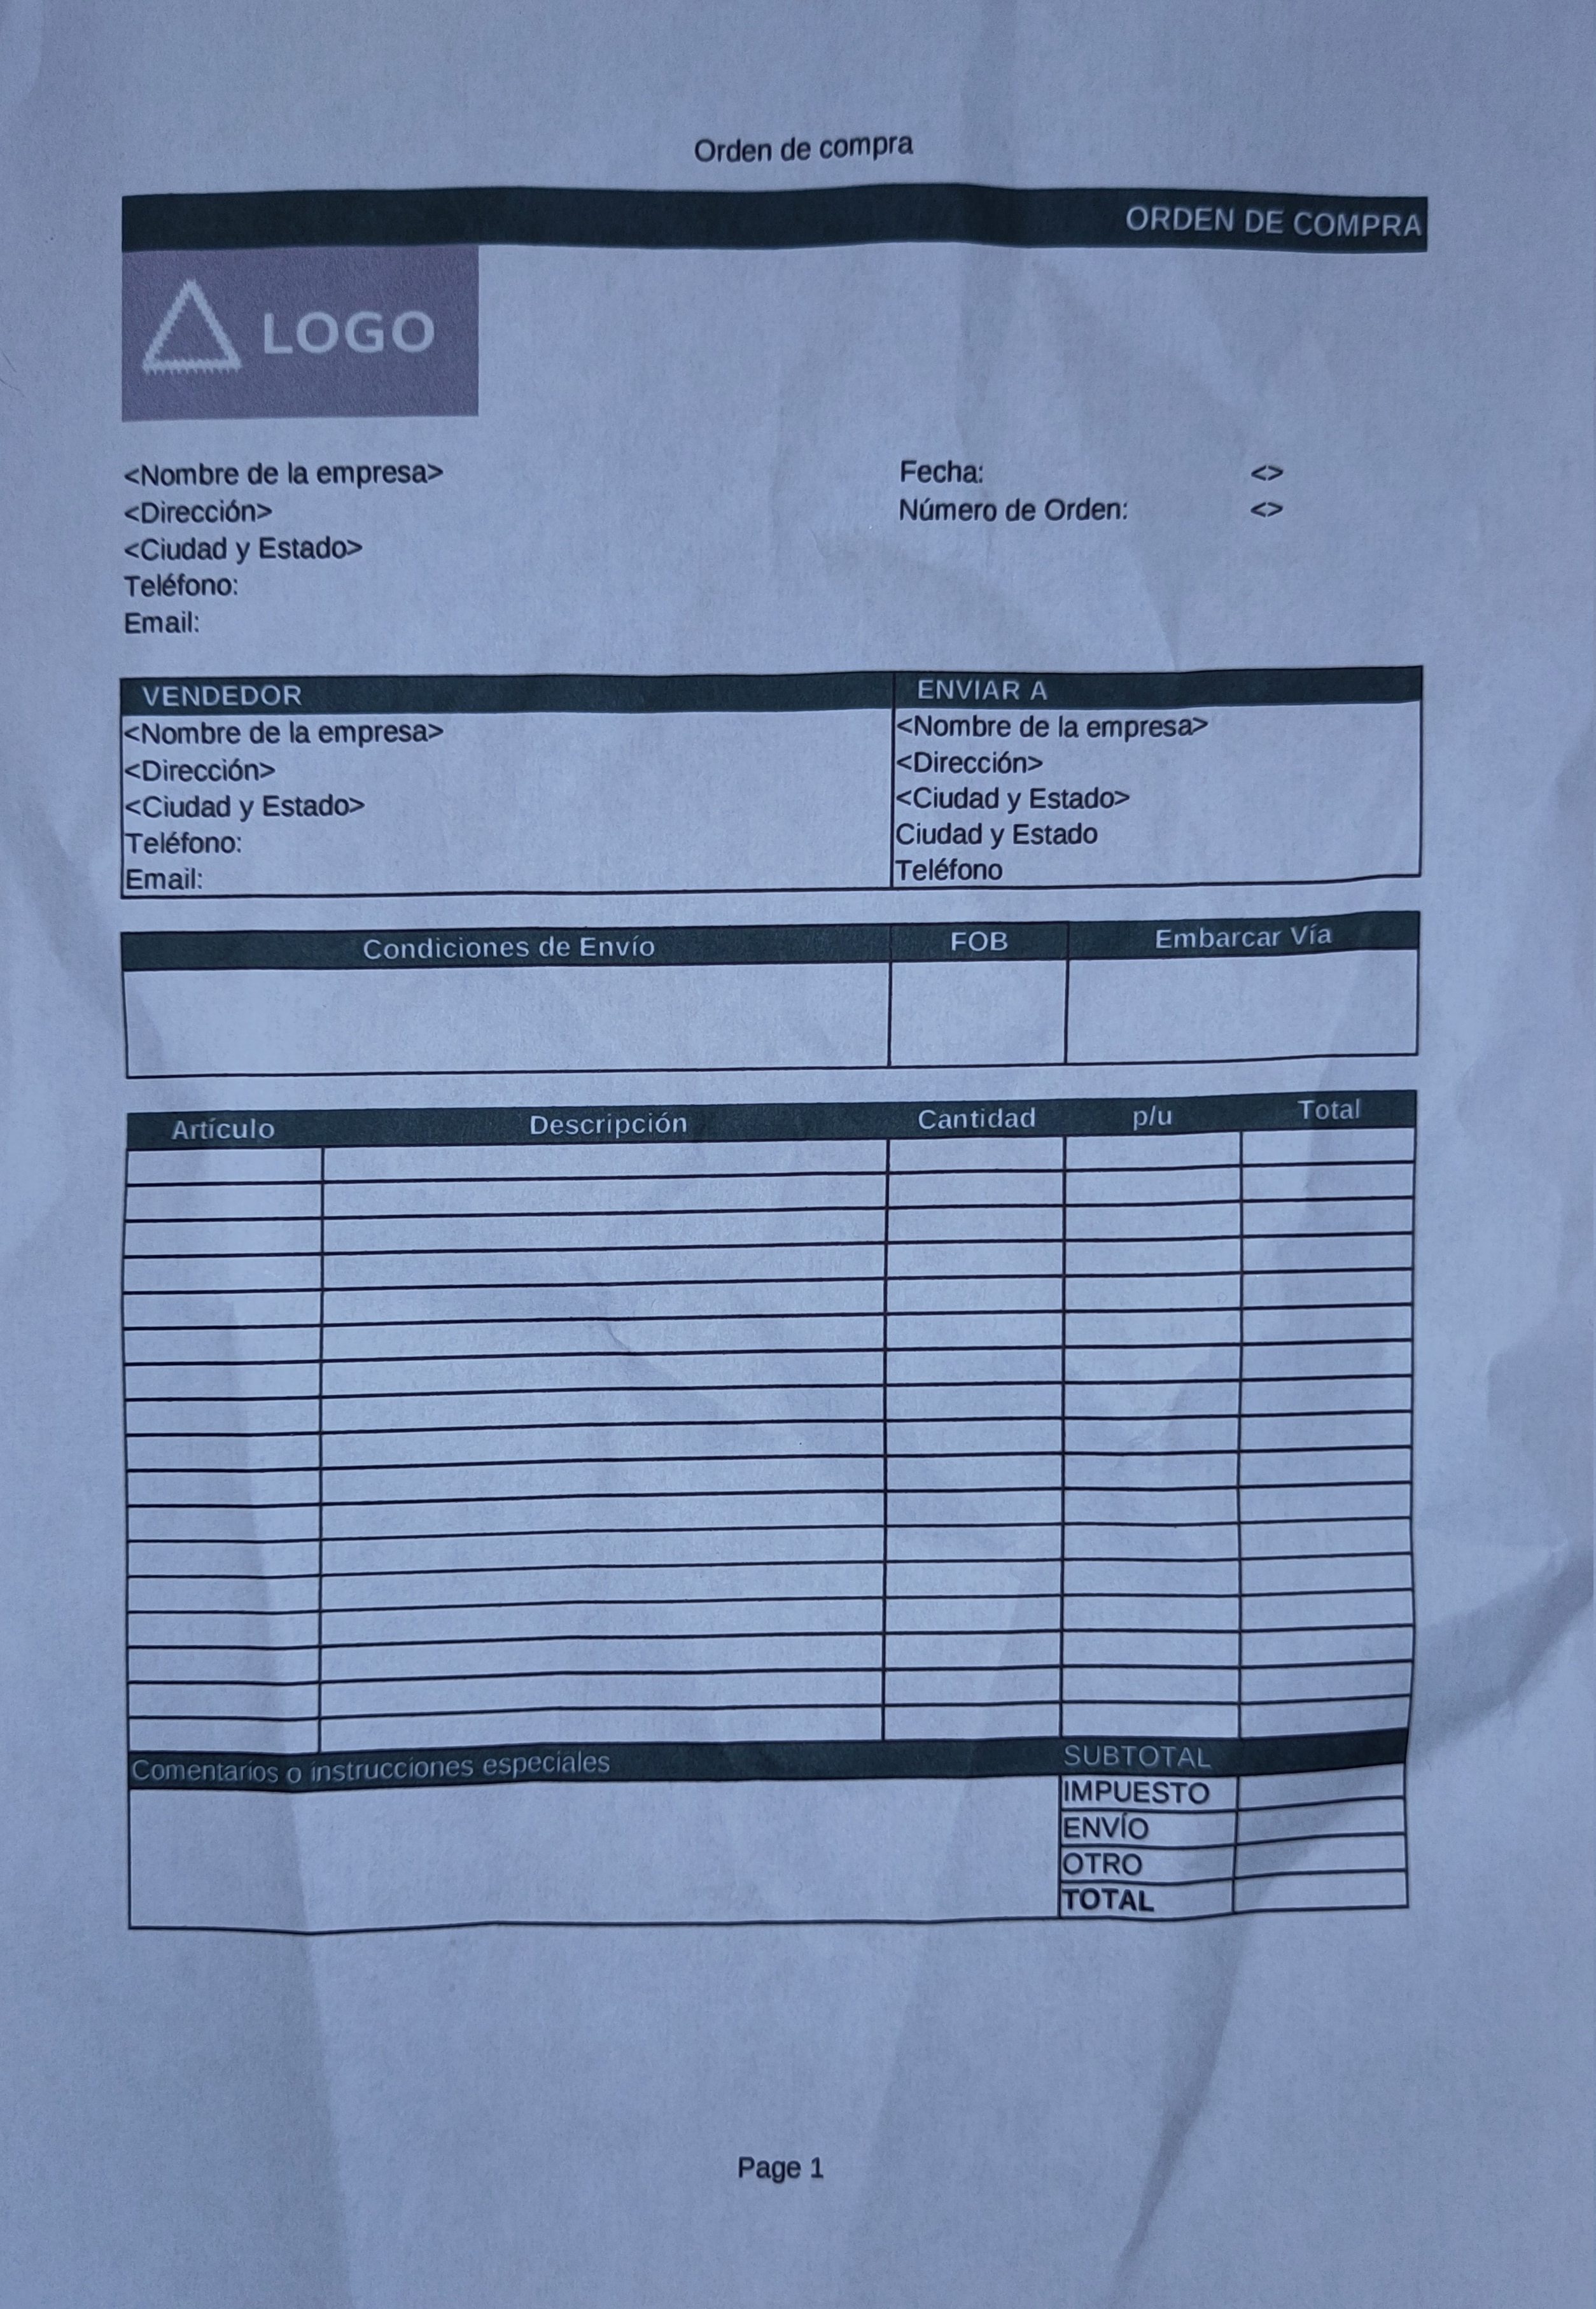 Orden de compra
ORDEN DE COMPRA
LOGO
<Nombre de la empresa>
<Dirección>
<Ciudad y Estado>
Teléfono:
Email:
Fecha: <>
Número de Orden: <>
VENDEDOR
<Nombre de la empresa>
<Dirección>
<Ciudad y Estado>
Teléfono:
Email:
ENVIAR A
<Nombre de la empresa>
<Dirección>
<Ciudad y Estado>
Ciudad y Estado
Teléfono
Condiciones de Envío FOB Embarcar Vía
Artículo Descripción Cantidad p/u Total
Comentarios o instrucciones especiales
SUBTOTAL
IMPUESTO
ENVÍO
OTRO
TOTAL
Page 1